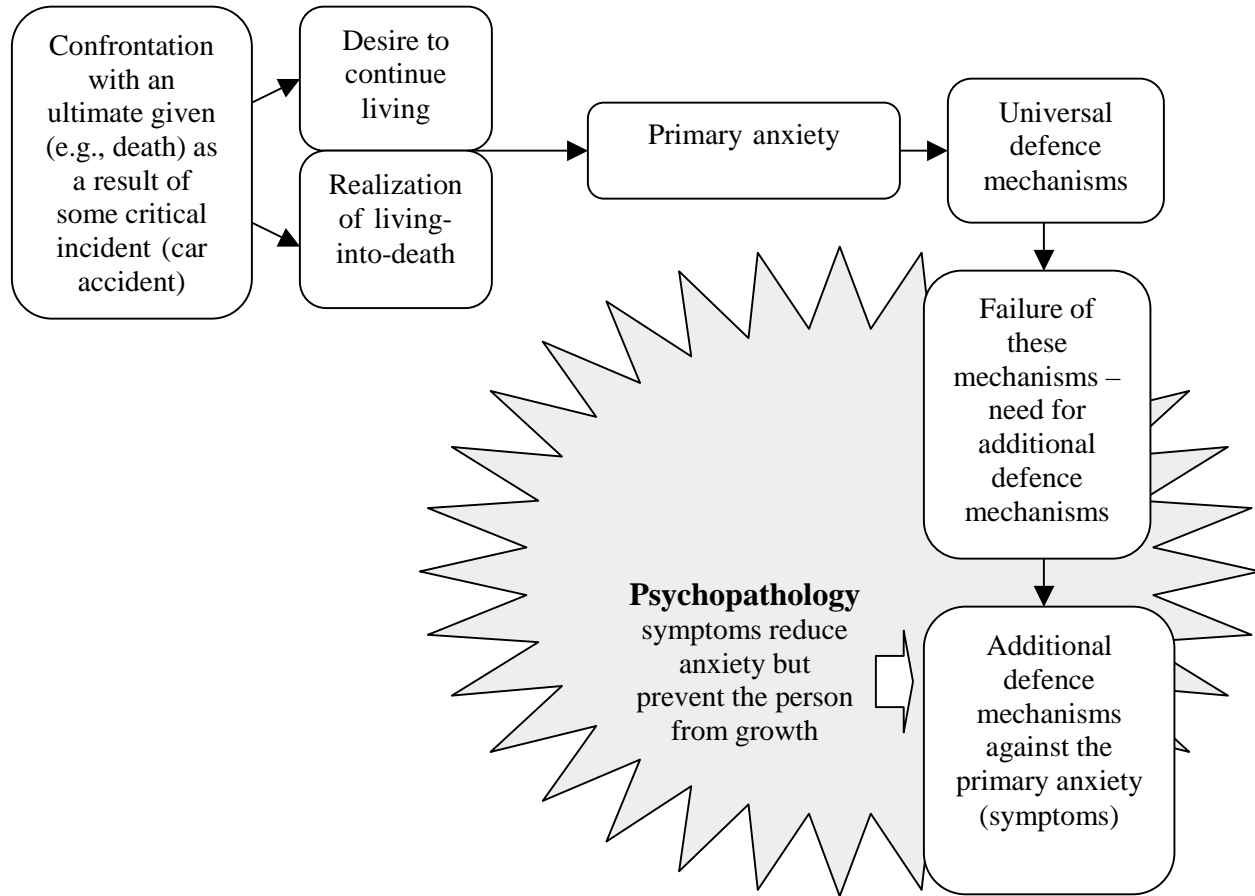 Confrontation
with an
ultimate given
(e.g., death) as
a result of
some critical
incident (car
accident)
Desire to
continue
living
Realization
of living-
into-death
Primary anxiety
Universal
defence
mechanisms
Failure of
these
mechanisms –
need for
additional
defence
mechanisms
Psychopathology
symptoms reduce
anxiety but
prevent the person
from growth
Additional
defence
mechanisms
against the
primary anxiety
(symptoms)